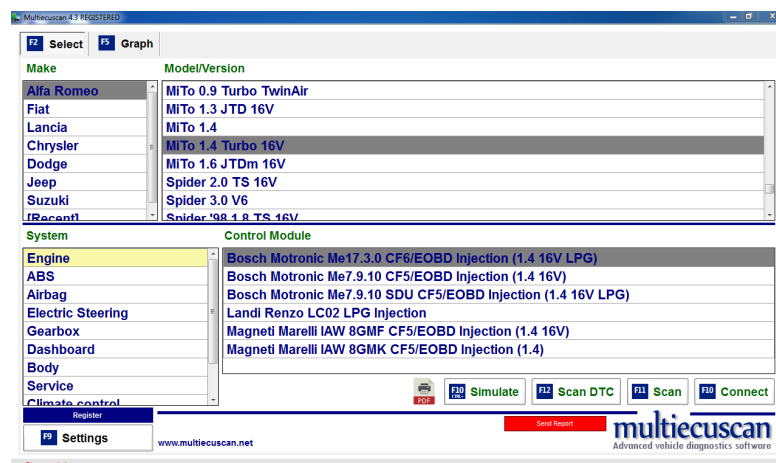 Multiecuscan 4.3 REGISTERED
F2 Select F5 Graph
Make Model/Version
Alfa Romeo
Fiat
Lancia
Chrysler
Dodge
Jeep
Suzuki
[Recent]
MiTo 0.9 Turbo TwinAir
MiTo 1.3 JTD 16V
MiTo 1.4
MiTo 1.4 Turbo 16V
MiTo 1.6 JTDm 16V
Spider 2.0 TS 16V
Spider 3.0 V6
Spider '98 1.8 TS 16V
System Control Module
Engine
ABS
Airbag
Electric Steering
Gearbox
Dashboard
Body
Service
Climate control
Bosch Motronic Me17.3.0 CF6/EOBD Injection (1.4 16V LPG)
Bosch Motronic Me7.9.10 CF5/EOBD Injection (1.4 16V)
Bosch Motronic Me7.9.10 SDU CF5/EOBD Injection (1.4 16V LPG)
Landi Renzo LC02 LPG Injection
Magneti Marelli IAW 8GMF CF5/EOBD Injection (1.4 16V)
Magneti Marelli IAW 8GMK CF5/EOBD Injection (1.4)
PDF
F10 CTRL+ Simulate F12 Scan DTC F11 Scan F10 Connect
Register
F9 Settings
www.multiecuscan.net
Send Report
multiecuscan
Advanced vehicle diagnostics software